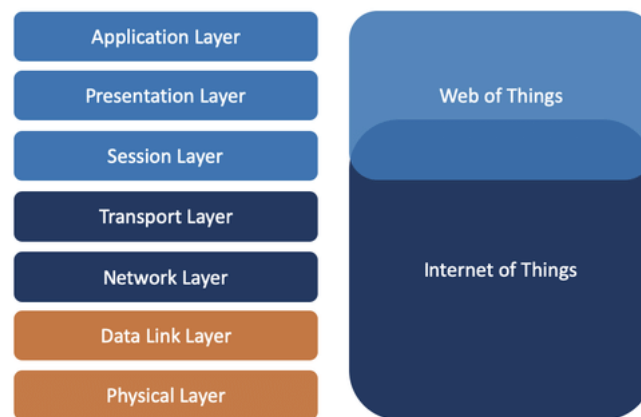 Application Layer
Presentation Layer
Session Layer
Transport Layer
Network Layer
Data Link Layer
Physical Layer
Web of Things
Internet of Things